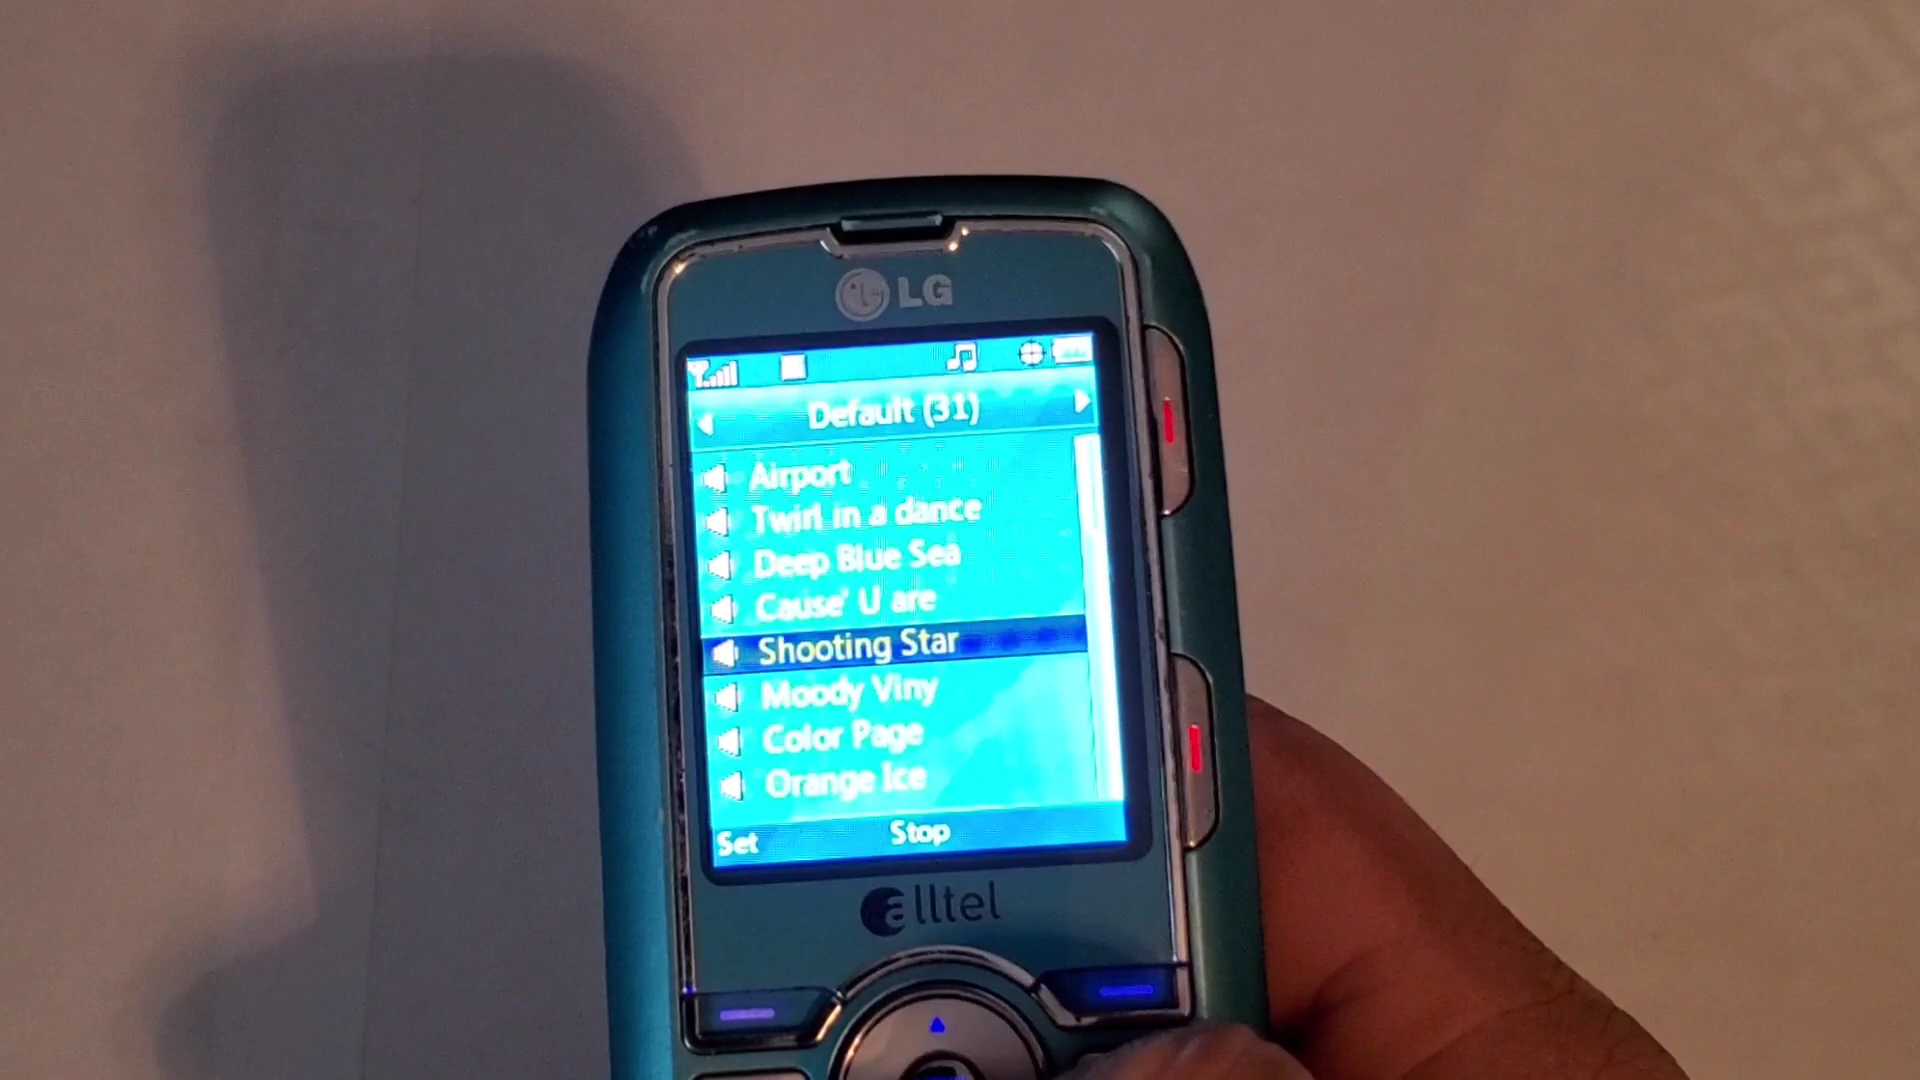 LG
Default (31)
Airport
Twirl in a dance
Deep Blue Sea
Cause' U are
Shooting Star
Moody Viny
Color Page
Orange Ice
Set Stop
alltel